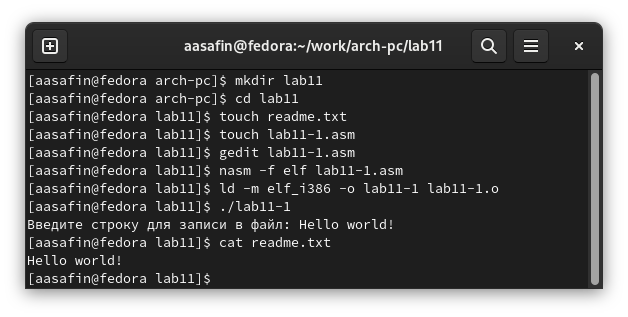 aasafin@fedora:~/work/arch-pc/lab11
[aasafin@fedora arch-pc]$ mkdir lab11
[aasafin@fedora arch-pc]$ cd lab11
[aasafin@fedora lab11]$ touch readme.txt
[aasafin@fedora lab11]$ touch lab11-1.asm
[aasafin@fedora lab11]$ gedit lab11-1.asm
[aasafin@fedora lab11]$ nasm -f elf lab11-1.asm
[aasafin@fedora lab11]$ ld -m elf_i386 -o lab11-1 lab11-1.o
[aasafin@fedora lab11]$ ./lab11-1
Введите строку для записи в файл: Hello world!
[aasafin@fedora lab11]$ cat readme.txt
Hello world!
[aasafin@fedora lab11]$